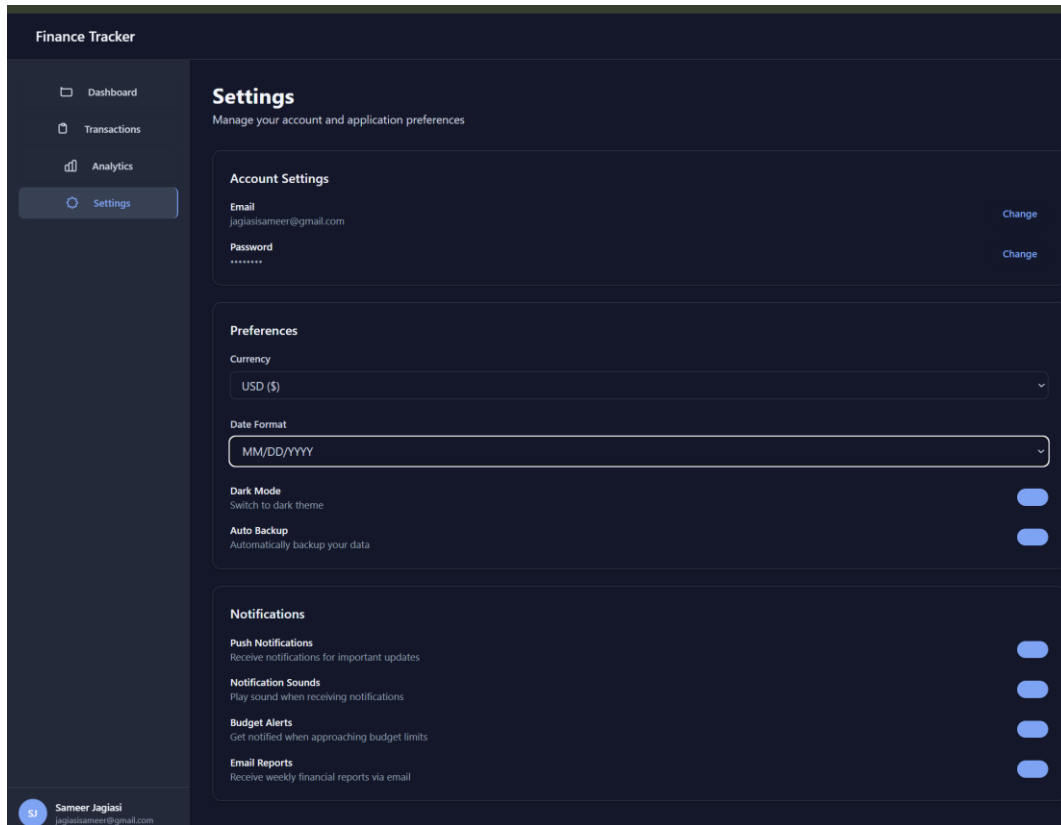 Finance Tracker
Dashboard
Transactions
Analytics
Settings
Settings
Manage your account and application preferences
Account Settings
Email
jagiasisameer@gmail.com
Change
Password
••••••••
Change
Preferences
Currency
USD ($)
Date Format
MM/DD/YYYY
Dark Mode
Switch to dark theme
Auto Backup
Automatically backup your data
Notifications
Push Notifications
Receive notifications for important updates
Notification Sounds
Play sound when receiving notifications
Budget Alerts
Get notified when approaching budget limits
Email Reports
Receive weekly financial reports via email
SJ
Sameer Jagiasi
jagiasisameer@gmail.com